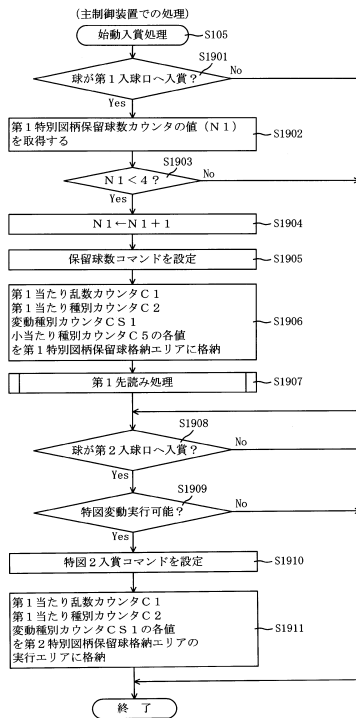 (主制御装置での処理)
始動入賞処理
S105
S1901
球が第1入球口へ入賞?
No
Yes
第1特別図柄保留球数カウンタの値(N1)
を取得する
S1902
S1903
N1<4?
No
Yes
N1←N1+1
S1904
保留球数コマンドを設定
S1905
第1当たり乱数カウンタC1
第1当たり種別カウンタC2
変動種別カウンタCS1
小当たり種別カウンタC5の各値
を第1特別図柄保留球格納エリアに格納
S1906
第1先読み処理
S1907
S1908
球が第2入球口へ入賞?
No
Yes
S1909
特図変動実行可能?
No
Yes
特図2入賞コマンドを設定
S1910
第1当たり乱数カウンタC1
第1当たり種別カウンタC2
変動種別カウンタCS1の各値
を第2特別図柄保留球格納エリアの
実行エリアに格納
S1911
終 了